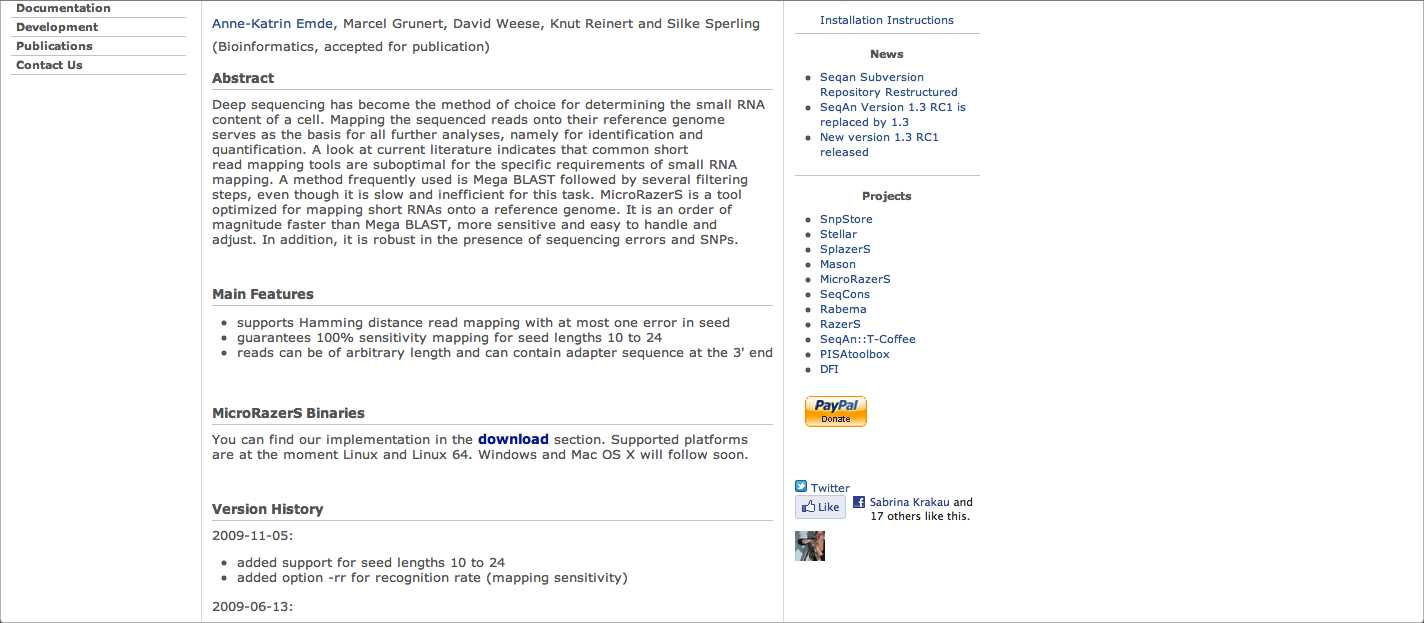 Documentation
Development
Publications
Contact Us
Anne-Katrin Emde, Marcel Grunert, David Weese, Knut Reinert and Silke Sperling
(Bioinformatics, accepted for publication)
Abstract
Deep sequencing has become the method of choice for determining the small RNA
content of a cell. Mapping the sequenced reads onto their reference genome
serves as the basis for all further analyses, namely for identification and
quantification. A look at current literature indicates that common short
read mapping tools are suboptimal for the specific requirements of small RNA
mapping. A method frequently used is Mega BLAST followed by several filtering
steps, even though it is slow and inefficient for this task. MicroRazerS is a tool
optimized for mapping short RNAs onto a reference genome. It is an order of
magnitude faster than Mega BLAST, more sensitive and easy to handle and
adjust. In addition, it is robust in the presence of sequencing errors and SNPs.
Main Features
supports Hamming distance read mapping with at most one error in seed
guarantees 100% sensitivity mapping for seed lengths 10 to 24
reads can be of arbitrary length and can contain adapter sequence at the 3' end
MicroRazerS Binaries
You can find our implementation in the download section. Supported platforms
are at the moment Linux and Linux 64. Windows and Mac OS X will follow soon.
Version History
2009-11-05:
added support for seed lengths 10 to 24
added option -rr for recognition rate (mapping sensitivity)
2009-06-13:
Installation Instructions
News
Seqan Subversion
Repository Restructured
SeqAn Version 1.3 RC1 is
replaced by 1.3
New version 1.3 RC1
released
Projects
SnpStore
Stellar
SplazerS
Mason
MicroRazerS
SeqCons
Rabema
RazerS
SeqAn::T-Coffee
PISAtoolbox
DFI
PayPal
Donate
Twitter
Like
Sabrina Krakau and
17 others like this.